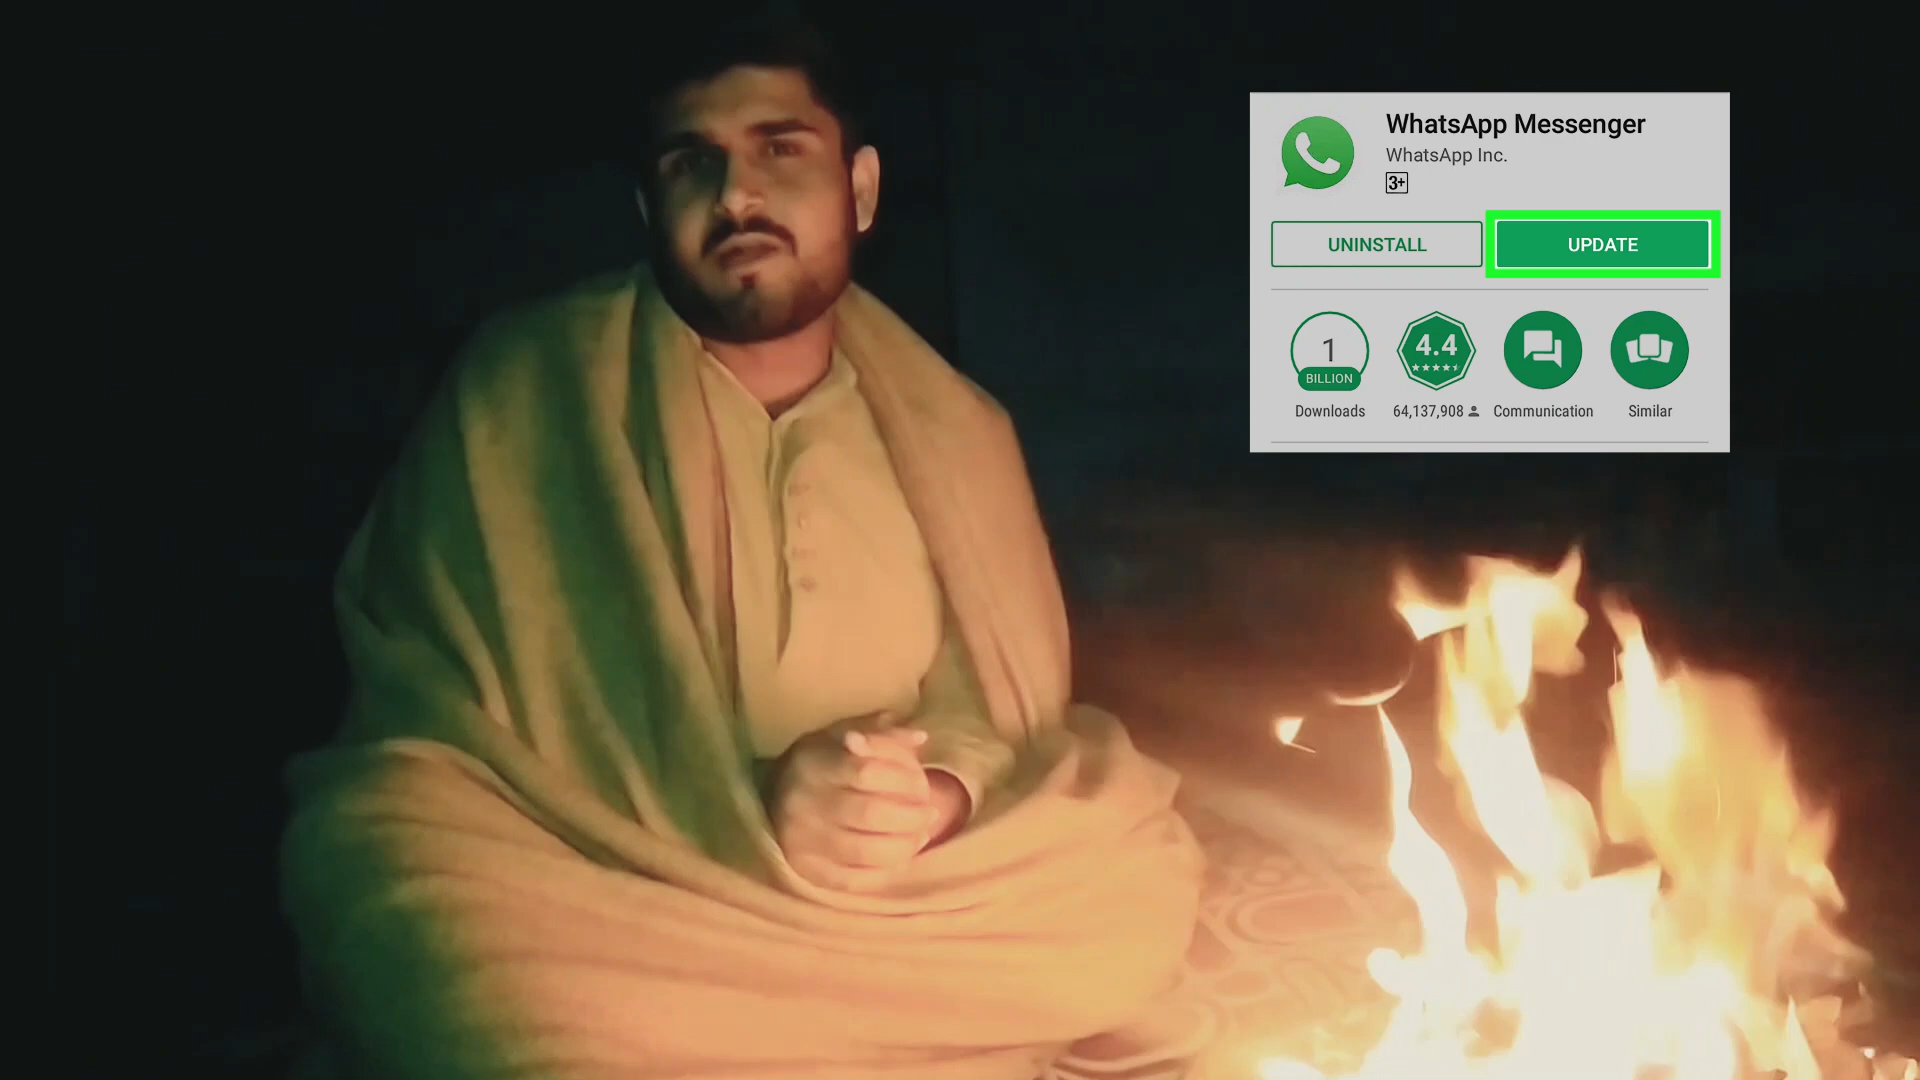 WhatsApp Messenger
WhatsApp Inc.
3+
UNINSTALL
UPDATE
1
BILLION
4.4
Downloads
64,137,908
Communication
Similar